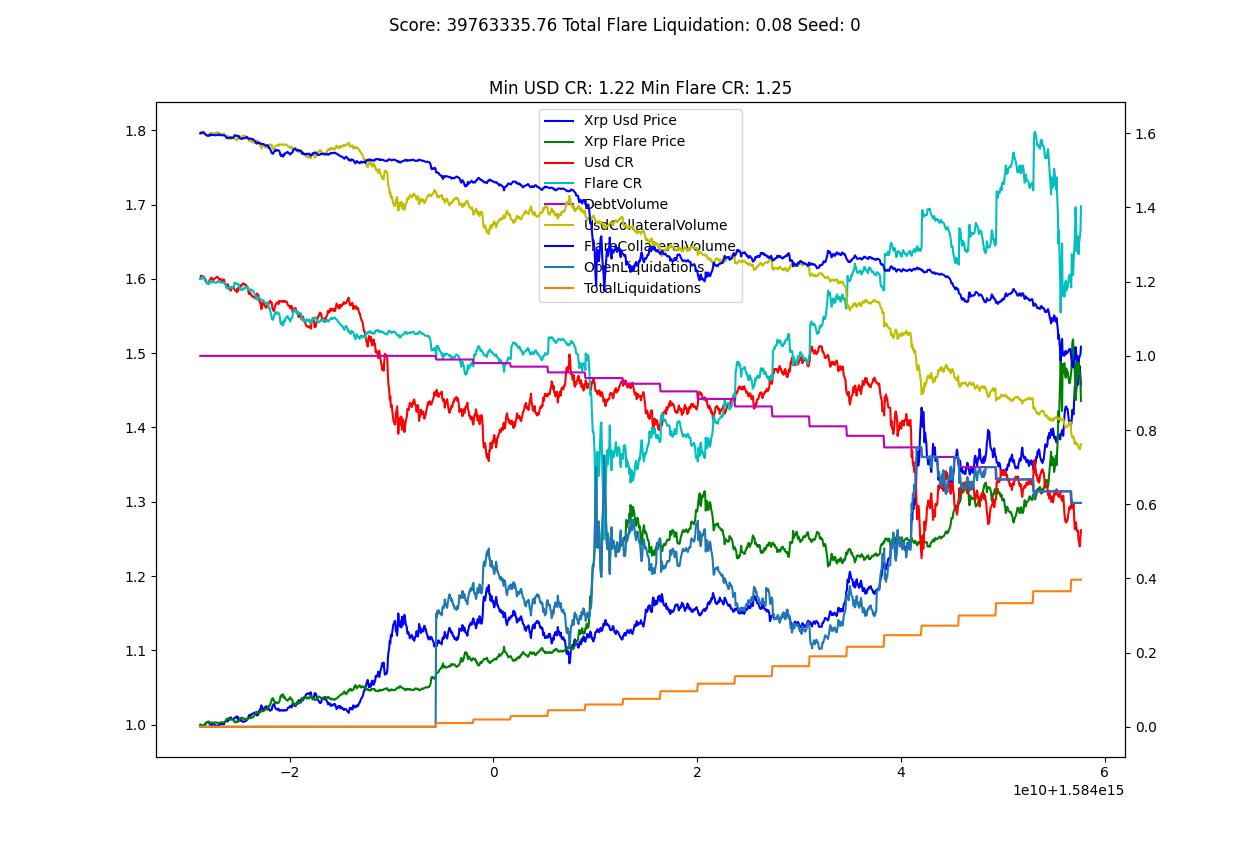 Score: 39763335.76 Total Flare Liquidation: 0.08 Seed: 0
Min USD CR: 1.22 Min Flare CR: 1.25
Xrp Usd Price
Xrp Flare Price
Usd CR
Flare CR
DebtVolume
UsdCollateralVolume
FlareCollateralVolume
OpenLiquidations
TotalLiquidations
1.8
1.7
1.6
1.5
1.4
1.3
1.2
1.1
1.0
1.6
1.4
1.2
1.0
0.8
0.6
0.4
0.2
0.0
−2
0
2
4
6
1e10+1.584e15